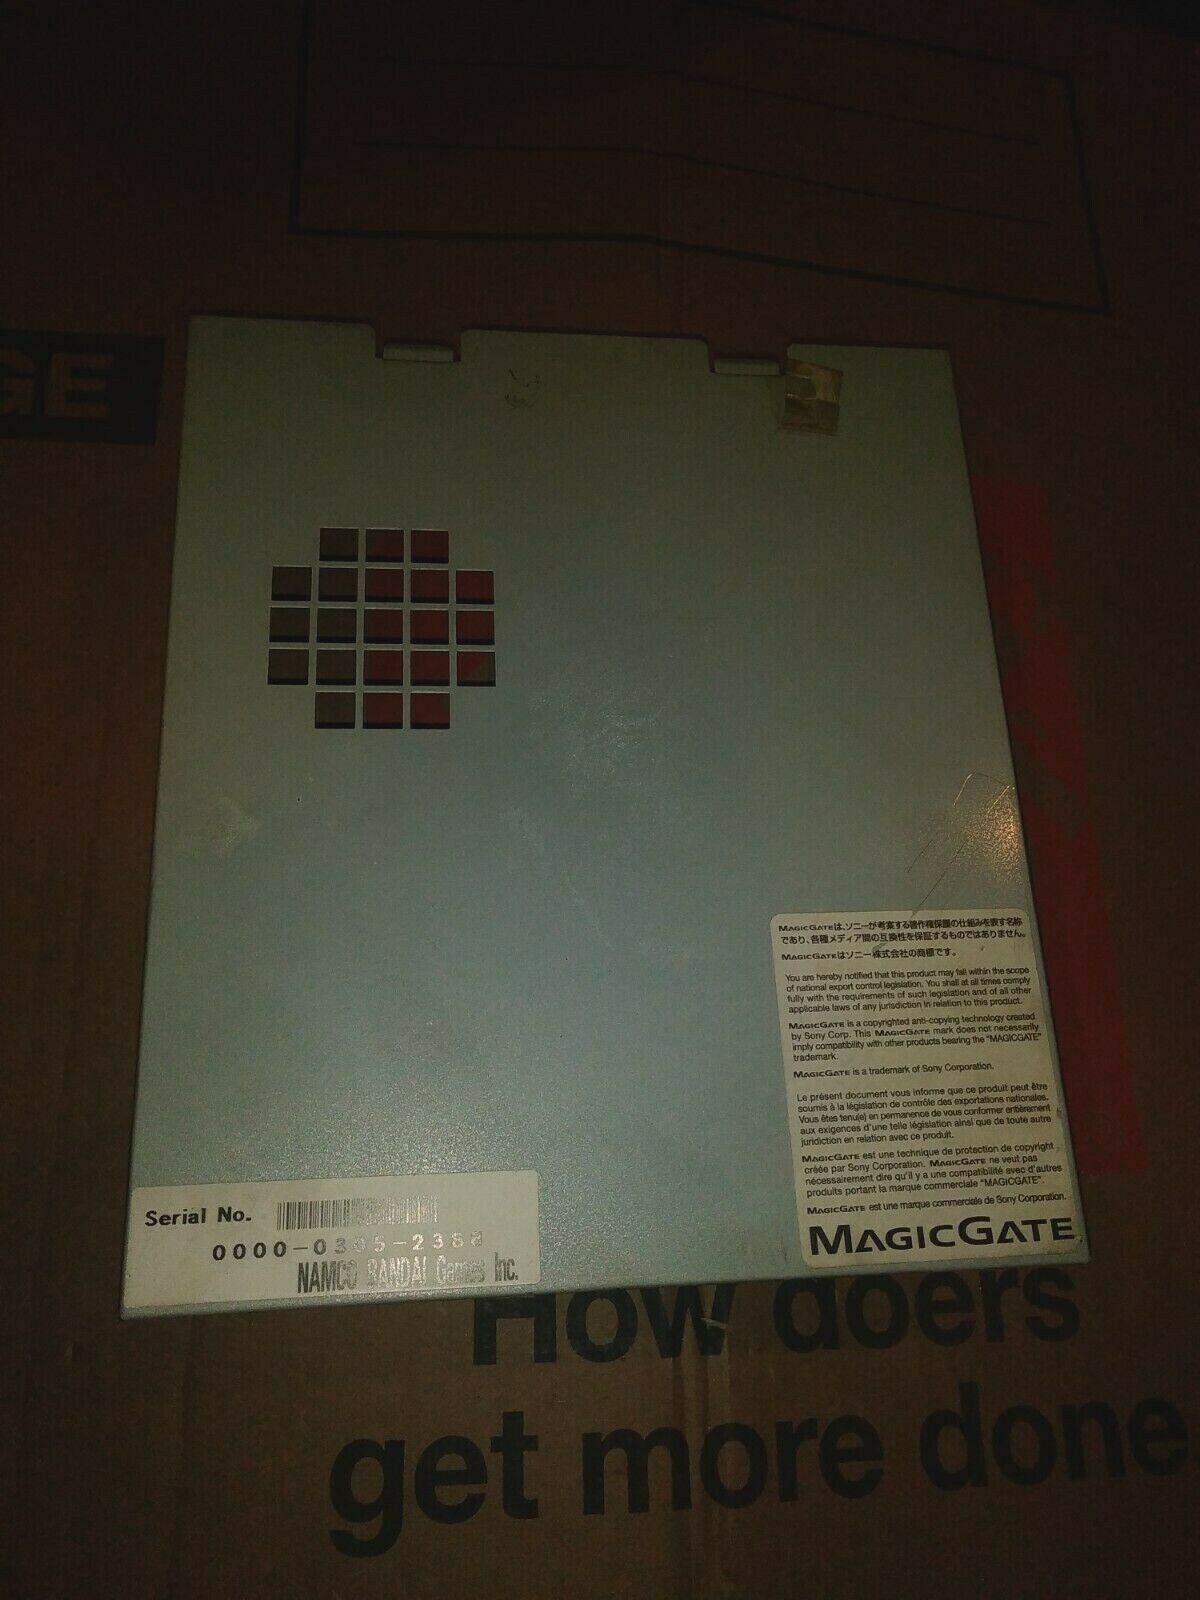 GE
MAGICGATEは、ソニーが考案する著作権保護の仕組みを表す名称
であり、各種メディア間の互換性を保証するものではありません。
MAGICGATEはソニー株式会社の商標です。
You are hereby notified that this product may fall within the scope
of national export control legislation. You shall at all times comply
fully with the requirements of such legislation and of all other
applicable laws of any jurisdiction in relation to this product.
MAGICGATE is a copyrighted anti-copying technology created
by Sony Corp. This MAGICGATE mark does not necessarily
imply compatibility with other products bearing the "MAGICGATE"
trademark.
MAGICGATE is a trademark of Sony Corporation.
Le présent document vous informe que ce produit peut être
soumis à la législation de contrôle des exportations nationales.
Vous êtes tenu(e) en permanence de vous conformer entièrement
aux exigences d'une telle législation ainsi que de toute autre
juridiction en relation avec ce produit.
MAGICGATE est une technique de protection de copyright
créée par Sony Corporation. MAGICGATE ne veut pas
nécessairement dire qu'il y a une compatibilité avec d'autres
produits portant la marque commerciale "MAGICGATE".
MAGICGATE est une marque commerciale de Sony Corporation.
MAGICGATE
Serial No.
0000-0305-2388
NAMCO BANDAI Games Inc.
How doers
get more done.